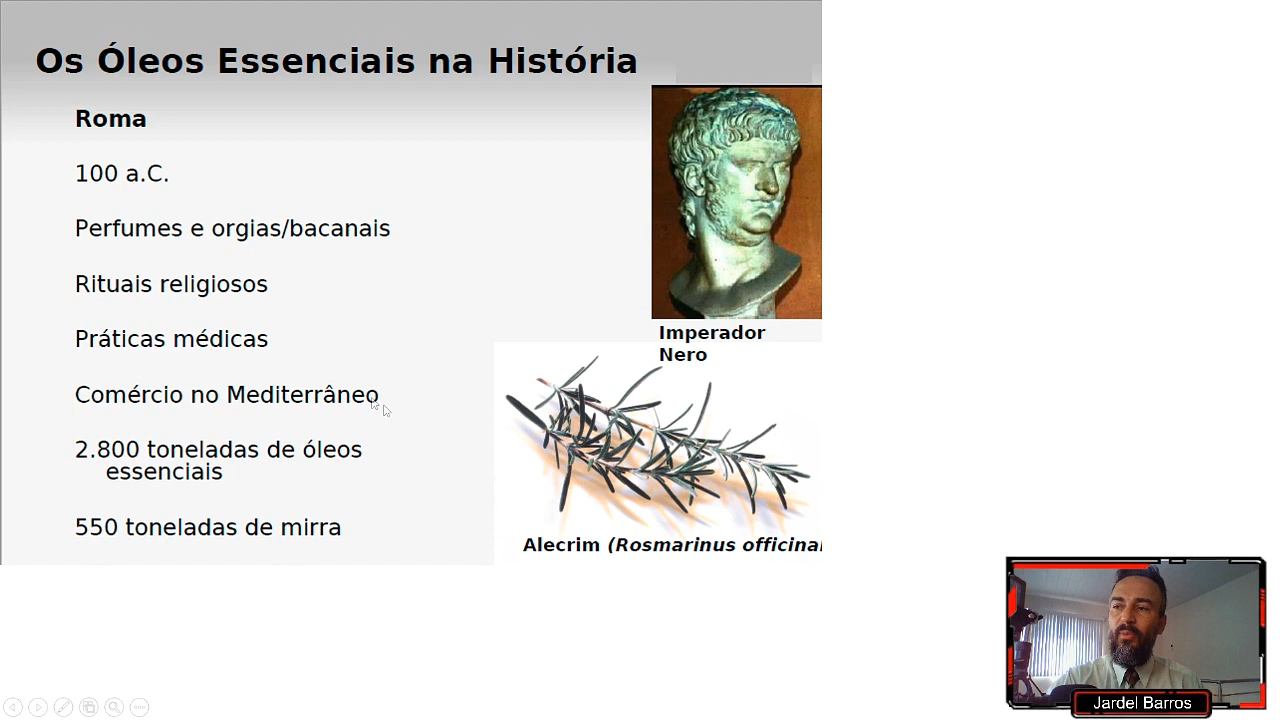 Os Óleos Essenciais na História
Roma
100 a.C.
Perfumes e orgias/bacanais
Rituais religiosos
Práticas médicas
Comércio no Mediterrâneo
2.800 toneladas de óleos
essenciais
550 toneladas de mirra
Imperador
Nero
Alecrim (Rosmarinus officinal
Jardel Barros